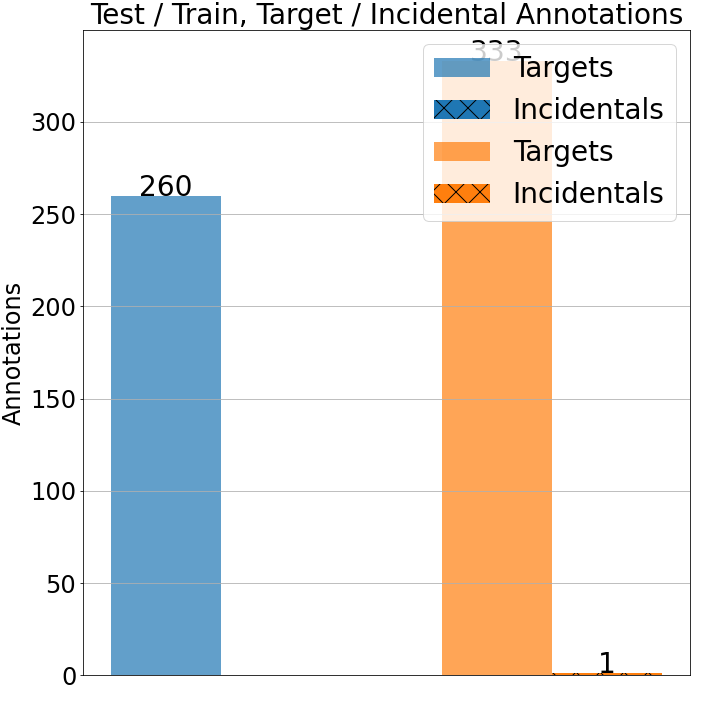 Test / Train, Target / Incidental Annotations
333
Targets
Incidentals
Targets
Incidentals
260
1
300
250
200
150
100
50
0
Annotations